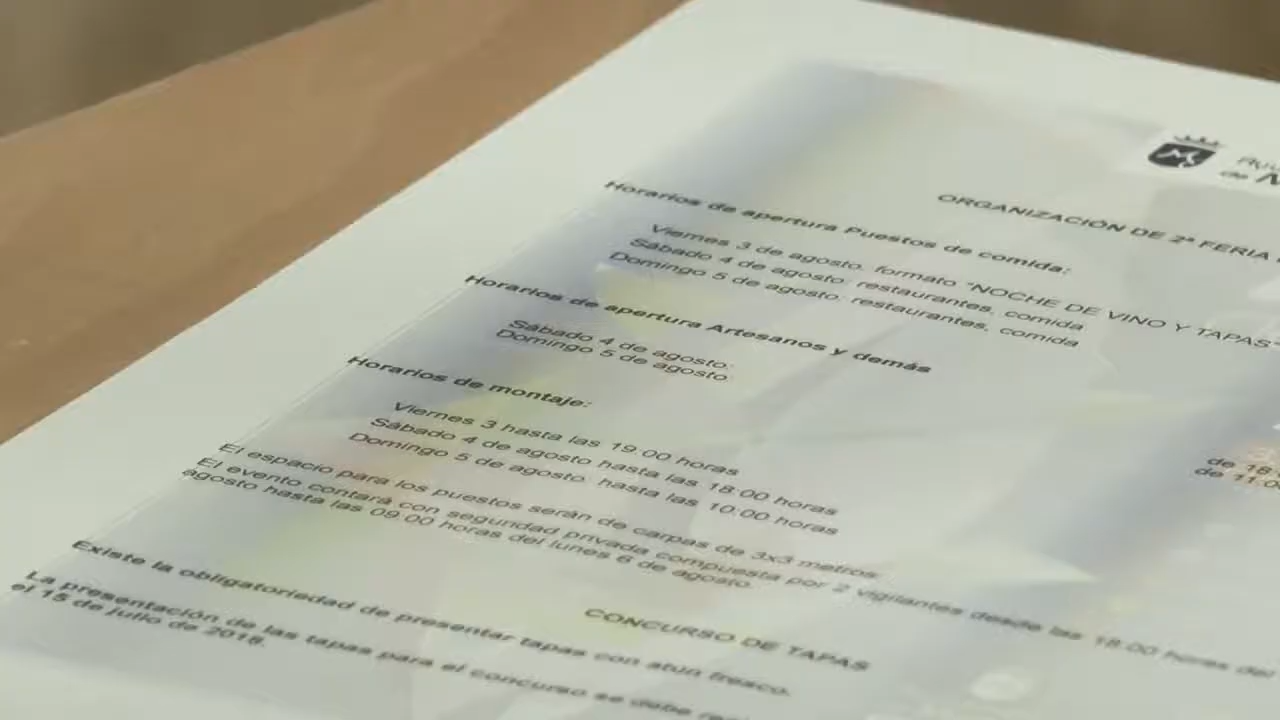 de
ORGANIZACIÓN DE 2ª FERIA
Horarios de apertura Puestos de comida:
Viernes 3 de agosto. formato "NOCHE DE VINO Y TAPAS"
Sábado 4 de agosto: restaurantes, comida
Domingo 5 de agosto: restaurantes, comida
Horarios de apertura Artesanos y demás
Sábado 4 de agosto:
Domingo 5 de agosto:
de 18
de 11:0
Horarios de montaje:
Viernes 3 hasta las 19:00 horas
Sábado 4 de agosto hasta las 18:00 horas
Domingo 5 de agosto: hasta las 10:00 horas
El espacio para los puestos serán de carpas de 3x3 metros.
El evento contará con seguridad privada compuesta por 2 vigilantes desde las 18:00 horas del
agosto hasta las 09:00 horas del lunes 6 de agosto.
CONCURSO DE TAPAS
Existe la obligatoriedad de presentar tapas con atún fresco.
La presentación de las tapas para el concurso se debe
el 15 de julio de 2018.